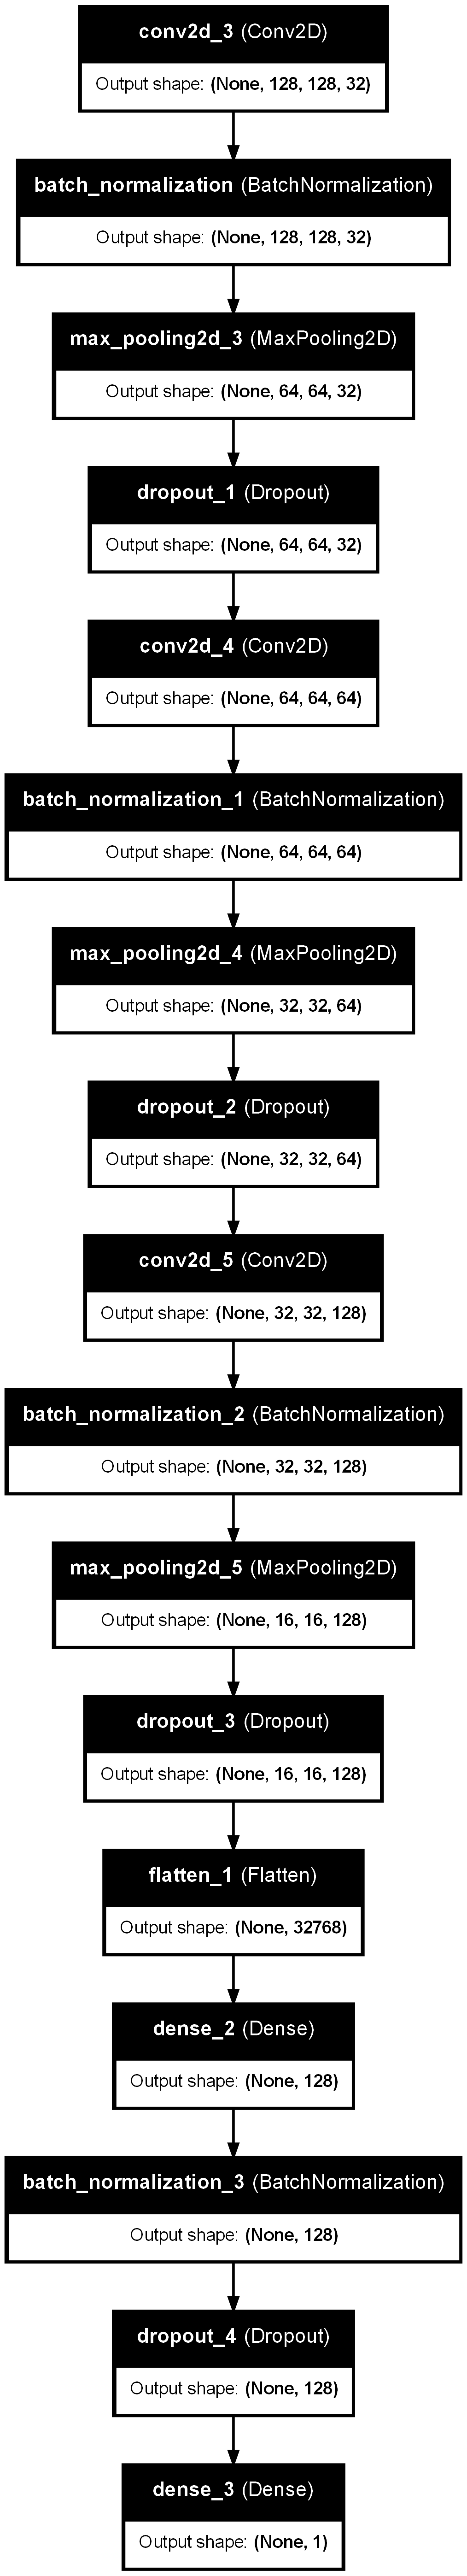 conv2d_3 (Conv2D)
Output shape: (None, 128, 128, 32)
batch_normalization (BatchNormalization)
Output shape: (None, 128, 128, 32)
max_pooling2d_3 (MaxPooling2D)
Output shape: (None, 64, 64, 32)
dropout_1 (Dropout)
Output shape: (None, 64, 64, 32)
conv2d_4 (Conv2D)
Output shape: (None, 64, 64, 64)
batch_normalization_1 (BatchNormalization)
Output shape: (None, 64, 64, 64)
max_pooling2d_4 (MaxPooling2D)
Output shape: (None, 32, 32, 64)
dropout_2 (Dropout)
Output shape: (None, 32, 32, 64)
conv2d_5 (Conv2D)
Output shape: (None, 32, 32, 128)
batch_normalization_2 (BatchNormalization)
Output shape: (None, 32, 32, 128)
max_pooling2d_5 (MaxPooling2D)
Output shape: (None, 16, 16, 128)
dropout_3 (Dropout)
Output shape: (None, 16, 16, 128)
flatten_1 (Flatten)
Output shape: (None, 32768)
dense_2 (Dense)
Output shape: (None, 128)
batch_normalization_3 (BatchNormalization)
Output shape: (None, 128)
dropout_4 (Dropout)
Output shape: (None, 128)
dense_3 (Dense)
Output shape: (None, 1)